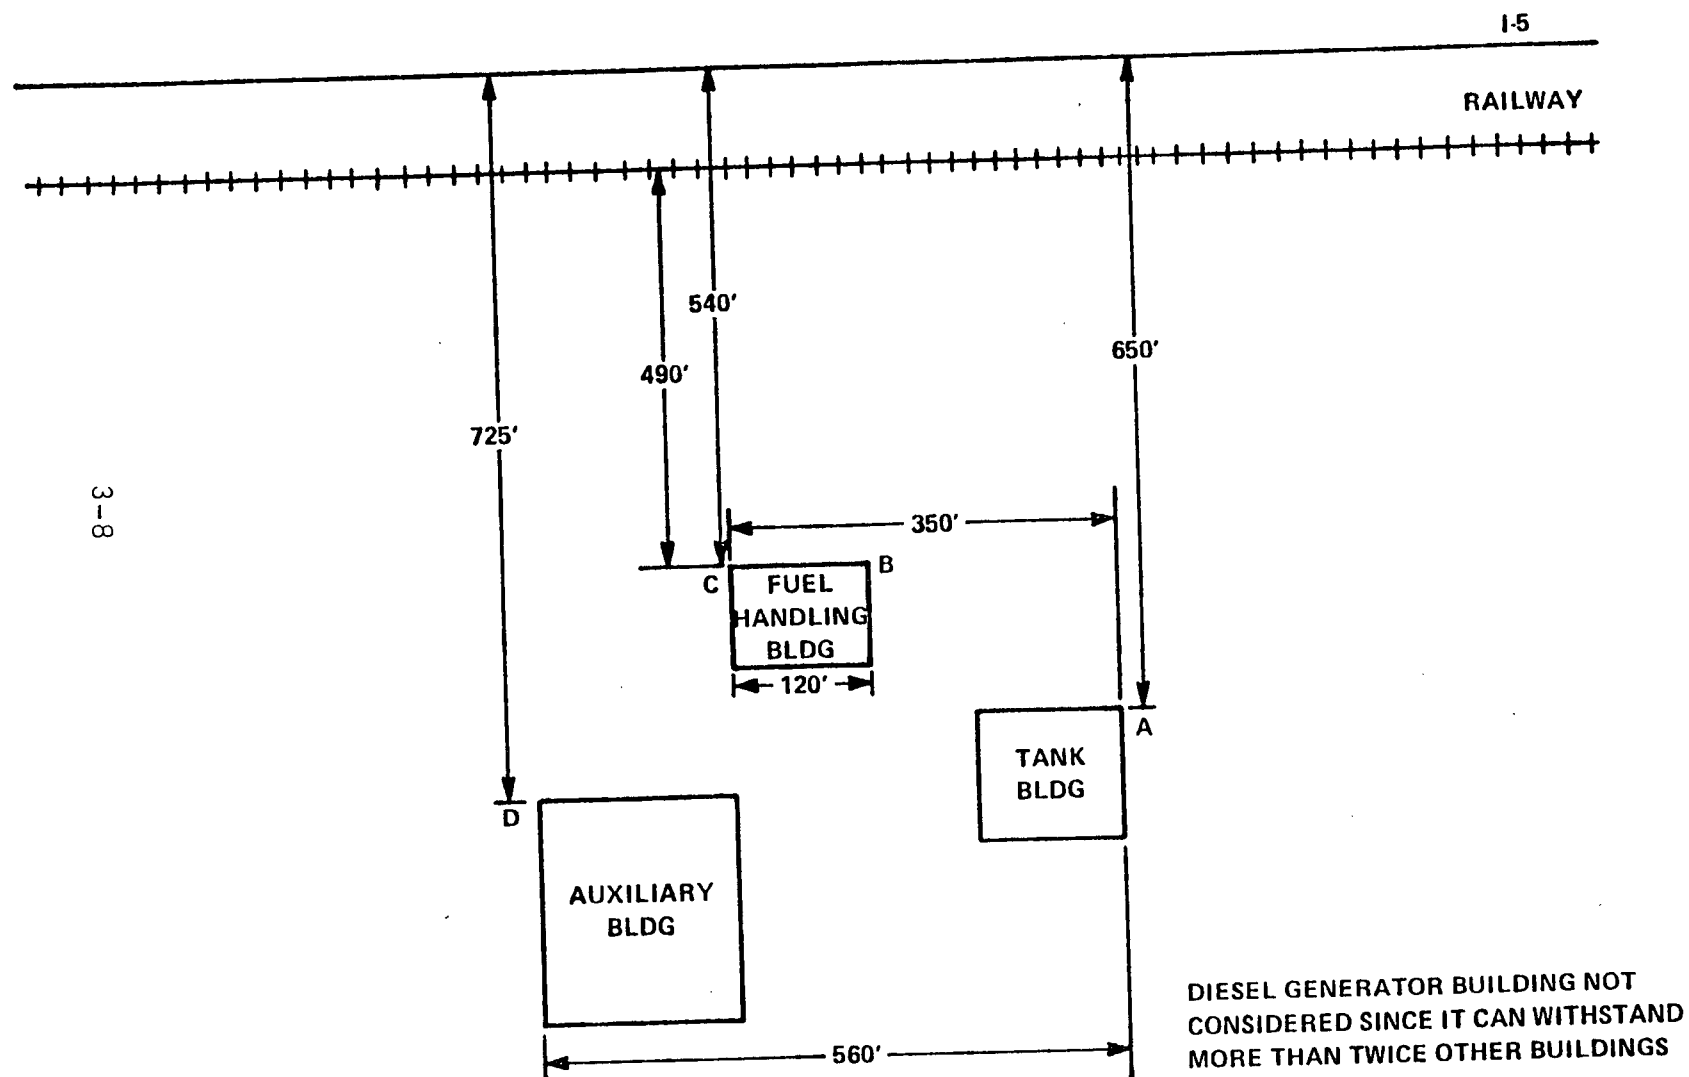 I-5
RAILWAY
540'
650'
490'
725'
3-8
350'
B
C
FUEL
HANDLING
BLDG
120'
A
TANK
BLDG
D
AUXILIARY
BLDG
DIESEL GENERATOR BUILDING NOT
CONSIDERED SINCE IT CAN WITHSTAND
MORE THAN TWICE OTHER BUILDINGS
560'